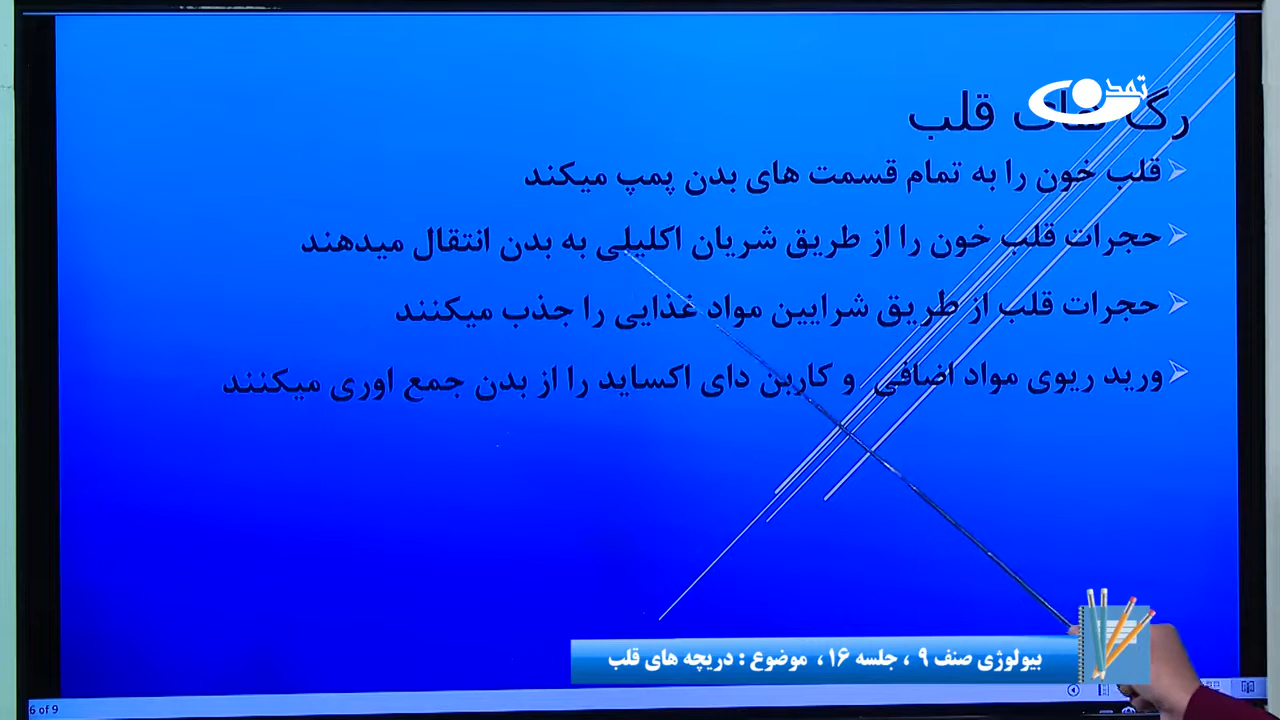 تمدن
رگ های قلب
قلب خون را به تمام قسمت های بدن پمپ میکند
حجرات قلب خون را از طریق شریان اکلیلی به بدن انتقال میدهند
حجرات قلب از طریق شرایین مواد غذایی را جذب میکنند
ورید ریوی مواد اضافی و کاربن دای اکساید را از بدن جمع اوری میکنند
بیولوژی صنف ۹ ، جلسه ۱۶ ، موضوع : دریچه های قلب
6 of 9